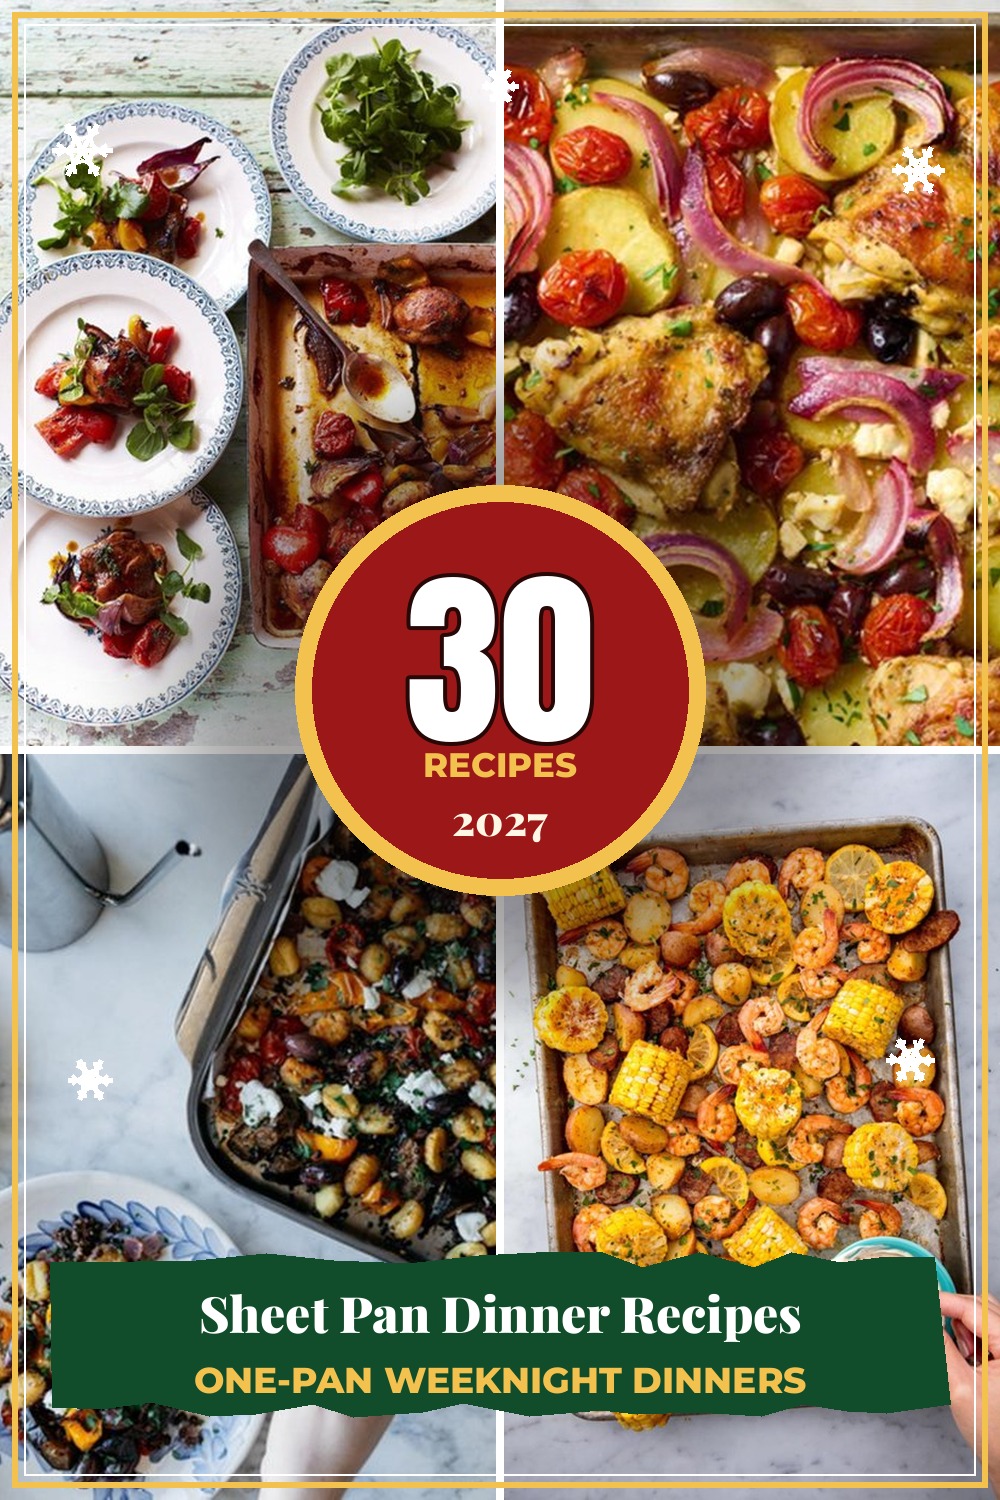 30
RECIPES
2027
Sheet Pan Dinner Recipes
ONE-PAN WEEKNIGHT DINNERS